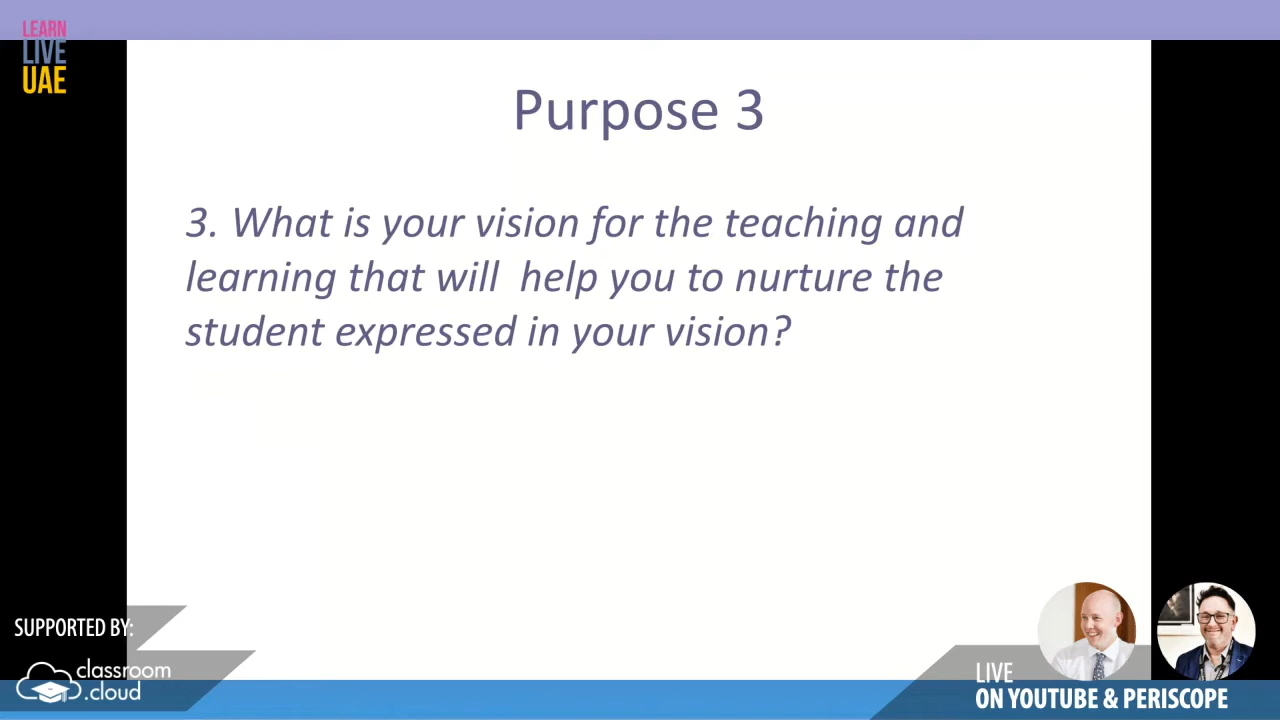 LEARN
LIVE
UAE
Purpose 3
3. What is your vision for the teaching and
learning that will  help you to nurture the
student expressed in your vision?
SUPPORTED BY:
classroom
.cloud
LIVE
ON YOUTUBE & PERISCOPE